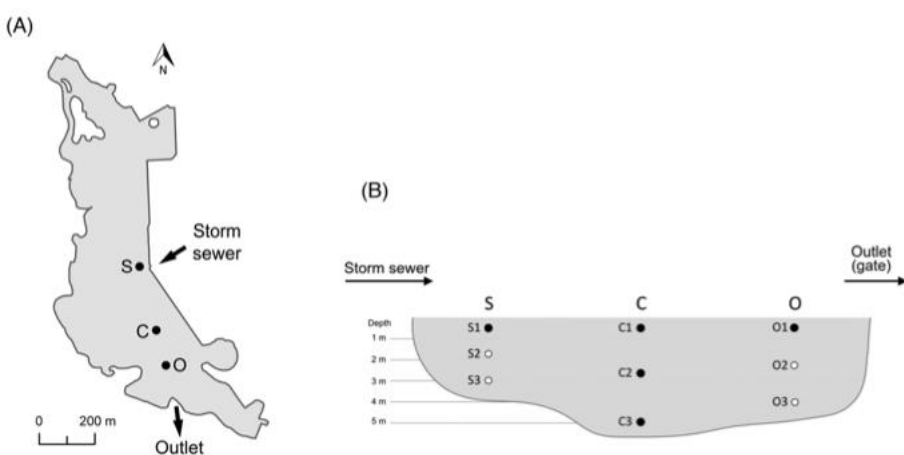 (A)
N
Storm
sewer
S
C
O
0 200 m
Outlet
(B)
Storm sewer
Outlet
(gate)
S C O
Depth
1 m
2 m
3 m
4 m
5 m
S1 C1 O1
S2 O2
C2
S3
O3
C3